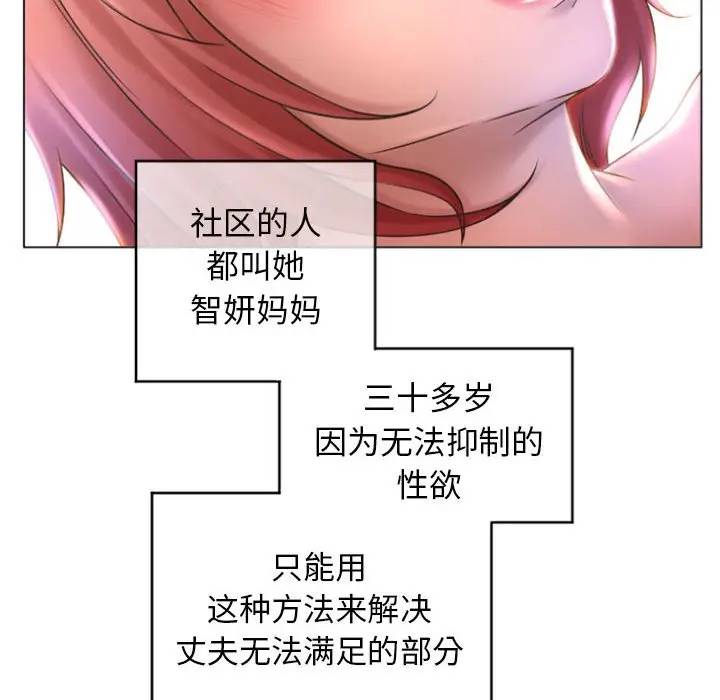 社区的人
都叫她
智妍妈妈
三十多岁
因为无法抑制的
性欲
只能用
这种方法来解决
丈夫无法满足的部分